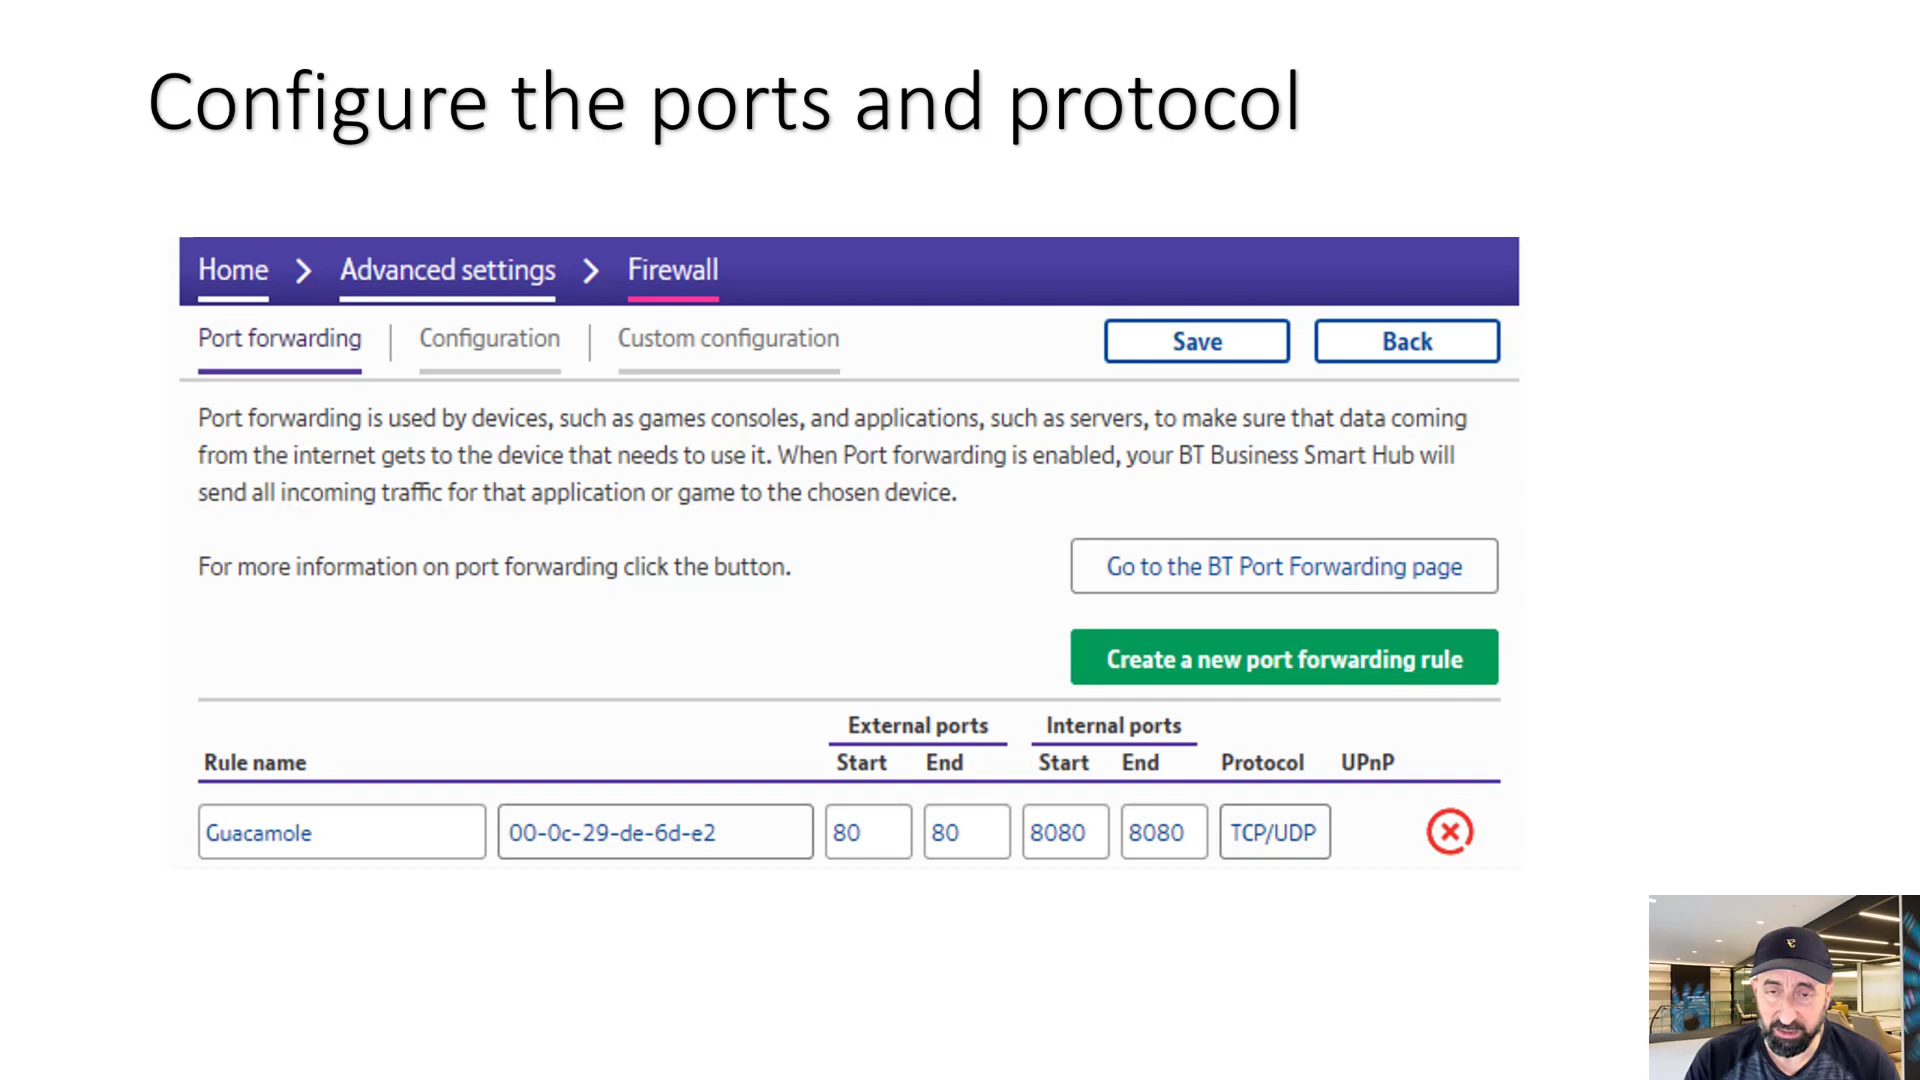 Configure the ports and protocol
Home > Advanced settings > Firewall
Port forwarding | Configuration | Custom configuration Save Back
Port forwarding is used by devices, such as games consoles, and applications, such as servers, to make sure that data coming
from the internet gets to the device that needs to use it. When Port forwarding is enabled, your BT Business Smart Hub will
send all incoming traffic for that application or game to the chosen device.
For more information on port forwarding click the button. Go to the BT Port Forwarding page
Create a new port forwarding rule
External ports Internal ports
Rule name Start End Start End Protocol UPnP
Guacamole 00-0c-29-de-6d-e2 80 80 8080 8080 TCP/UDP